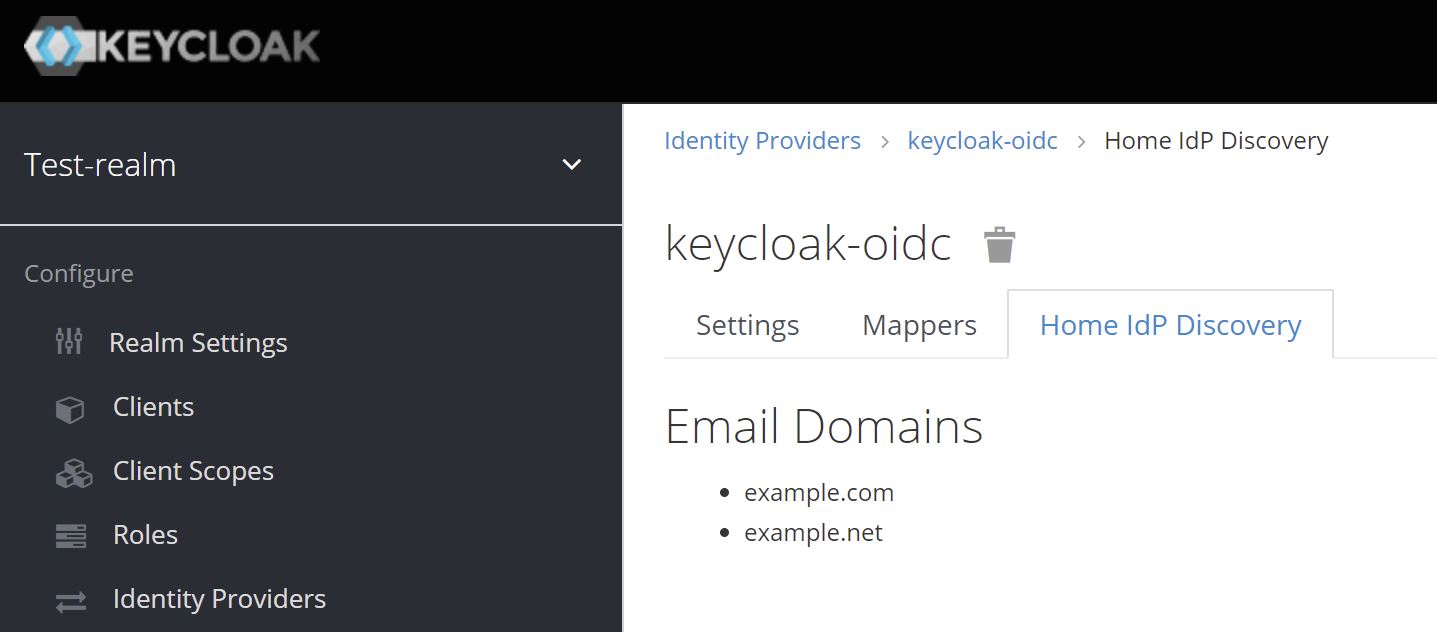 KEYCLOAK
Test-realm
Configure
Realm Settings
Clients
Client Scopes
Roles
Identity Providers
Identity Providers > keycloak-oidc > Home IdP Discovery
keycloak-oidc
Settings Mappers Home IdP Discovery
Email Domains
• example.com
• example.net